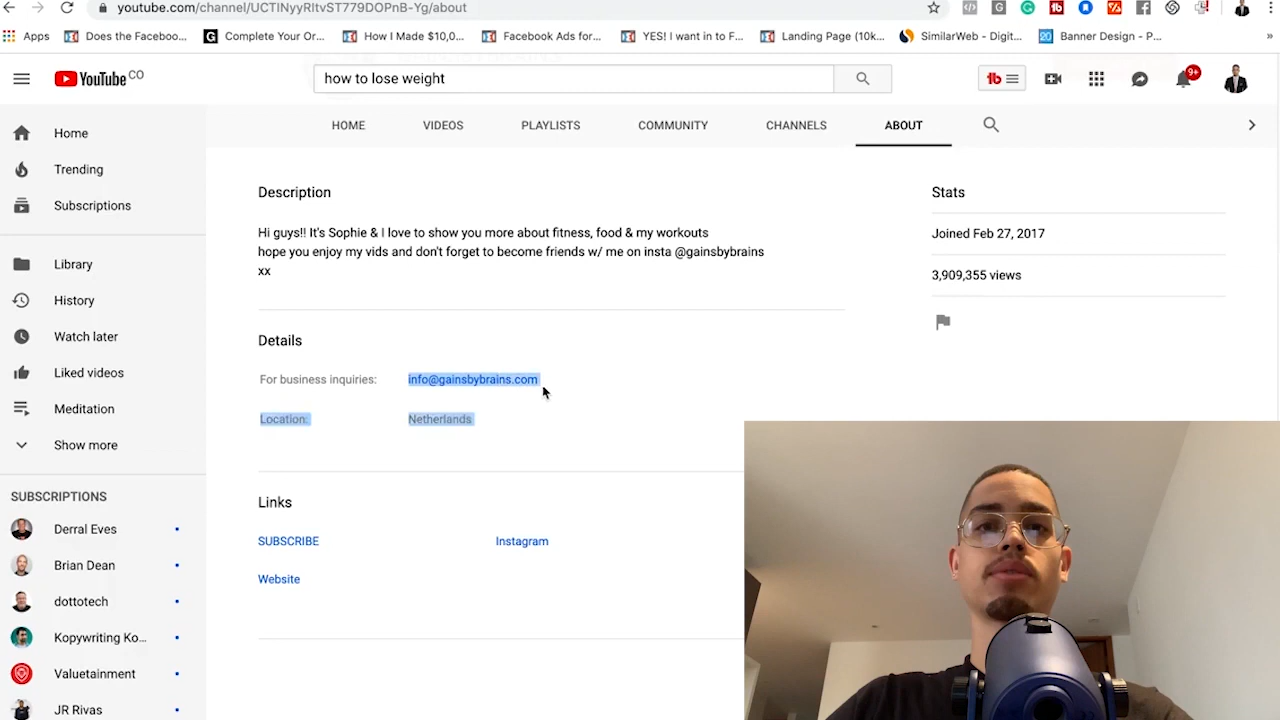 youtube.com/channel/UCTINyyRItvST779DOPnB-Yg/about
Apps
Does the Faceboo...
Complete Your Or...
How I Made $10,0...
Facebook Ads for...
YES! I want in to F...
Landing Page (10k...
SimilarWeb - Digit...
20
Banner Design - P...
»
YouTube CO
how to lose weight
tb
9+
HOME
VIDEOS
PLAYLISTS
COMMUNITY
CHANNELS
ABOUT
Home
Trending
Subscriptions
Library
History
Watch later
Liked videos
Meditation
Show more
SUBSCRIPTIONS
Derral Eves
Brian Dean
dottotech
Kopywriting Ko...
Valuetainment
JR Rivas
Description
Hi guys!! It's Sophie & I love to show you more about fitness, food & my workouts
hope you enjoy my vids and don't forget to become friends w/ me on insta @gainsbybrains
xx
Details
For business inquiries: info@gainsbybrains.com
Location: Netherlands
Links
SUBSCRIBE
Instagram
Website
Stats
Joined Feb 27, 2017
3,909,355 views